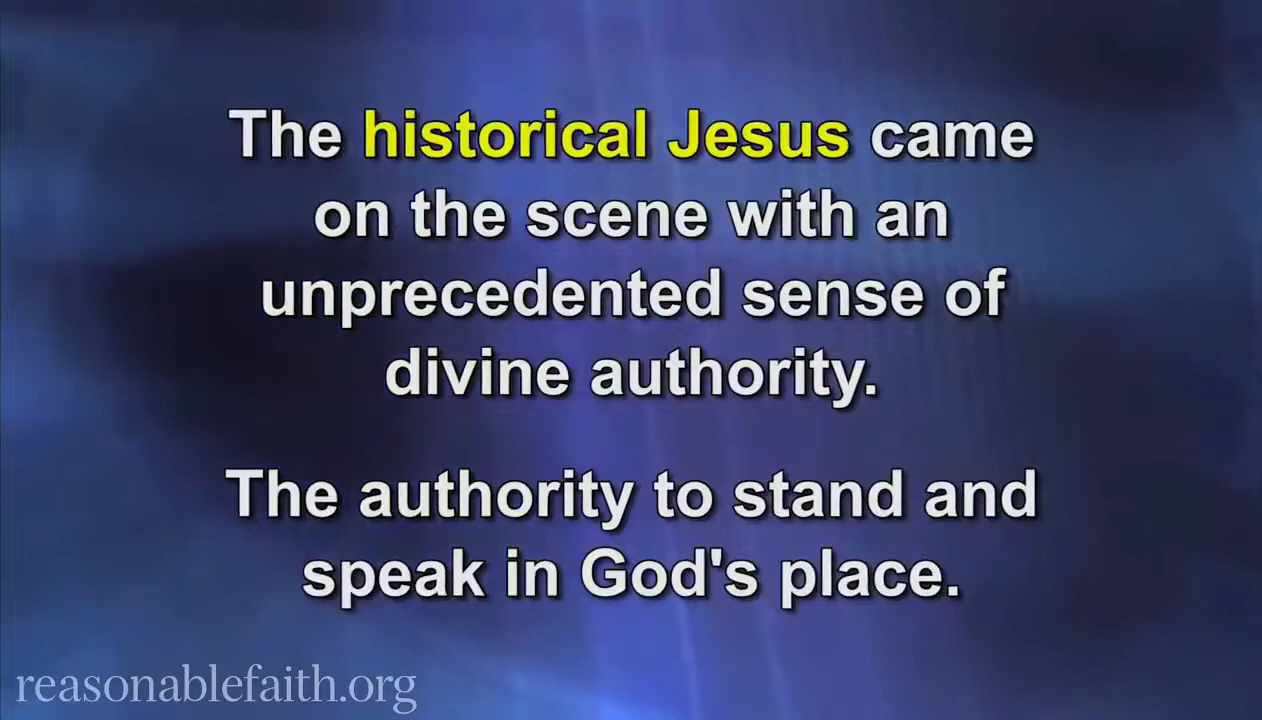 The historical Jesus came
on the scene with an
unprecedented sense of
divine authority.
The authority to stand and
speak in God's place.
reasonablefaith.org